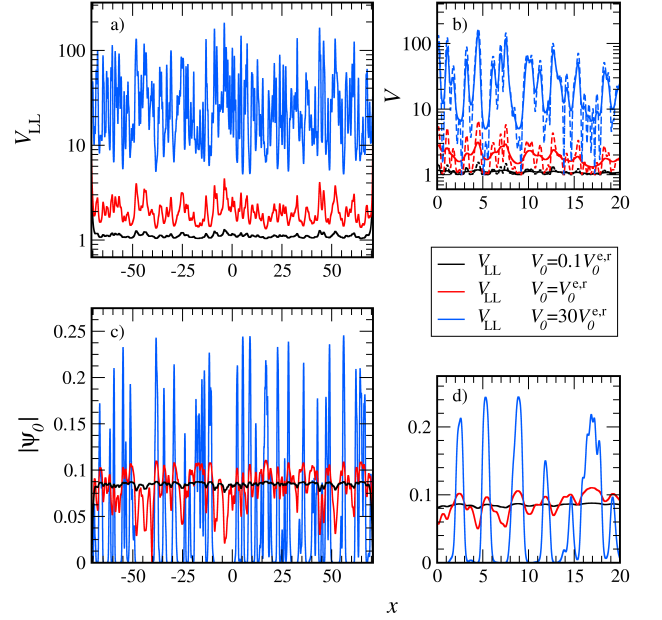 a)
100
10
1
V_LL
-50 -25 0 25 50
b)
100
10
1
V
0 5 10 15 20
V_LL V_0=0.1V_0^e,r
V_LL V_0=V_0^e,r
V_LL V_0=30V_0^e,r
c)
0.25
0.2
0.15
0.1
0.05
0
|Ψ_0|
-50 -25 0 25 50
d)
0.2
0.1
0
0 5 10 15 20
x